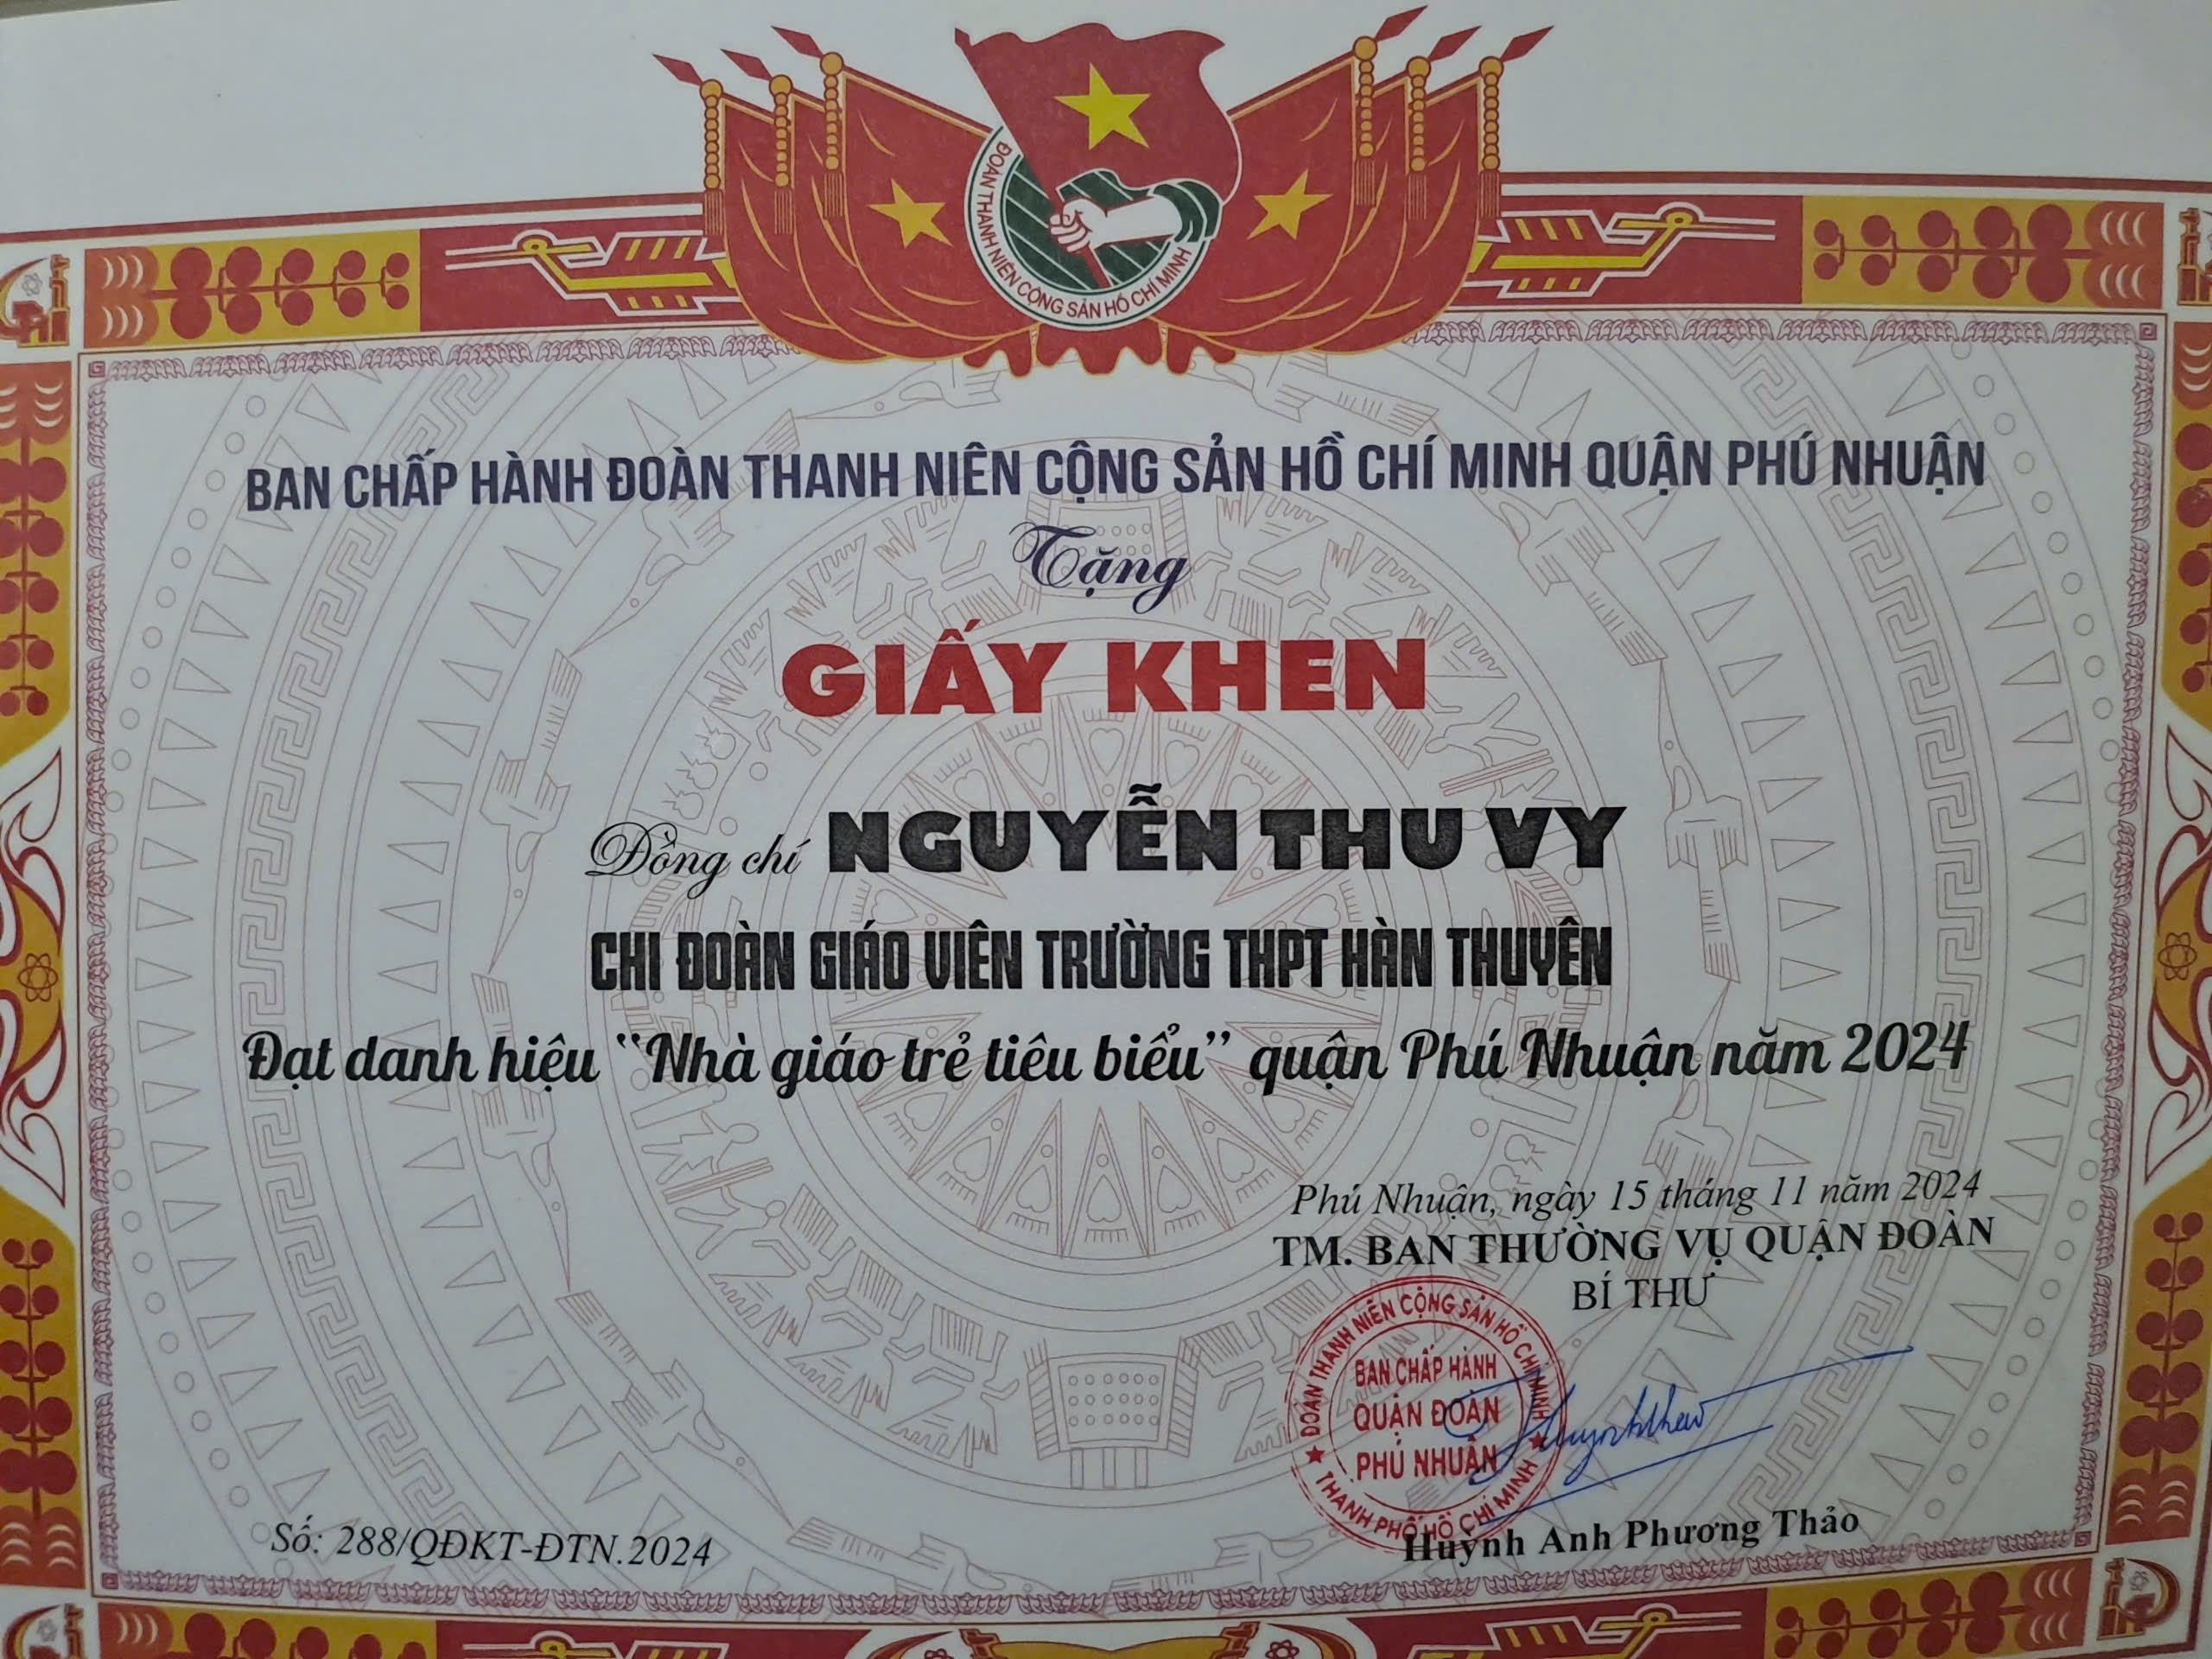 ĐOÀN THANH NIÊN CỘNG SẢN HỒ CHÍ MINH
BAN CHẤP HÀNH ĐOÀN THANH NIÊN CỘNG SẢN HỒ CHÍ MINH QUẬN PHÚ NHUẬN
Tặng
GIẤY KHEN
Đồng chí NGUYỄN THU VY
CHI ĐOÀN GIÁO VIÊN TRƯỜNG THPT HÀN THUYÊN
Đạt danh hiệu “Nhà giáo trẻ tiêu biểu” quận Phú Nhuận năm 2024
Phú Nhuận, ngày 15 tháng 11 năm 2024
TM. BAN THƯỜNG VỤ QUẬN ĐOÀN
BÍ THƯ
ĐOÀN THANH NIÊN CỘNG SẢN HỒ CHÍ MINH
BAN CHẤP HÀNH
QUẬN ĐOÀN
PHÚ NHUẬN
THÀNH PHỐ HỒ CHÍ MINH
Huỳnh Anh Phương Thảo
Số: 288/QĐKT-ĐTN.2024